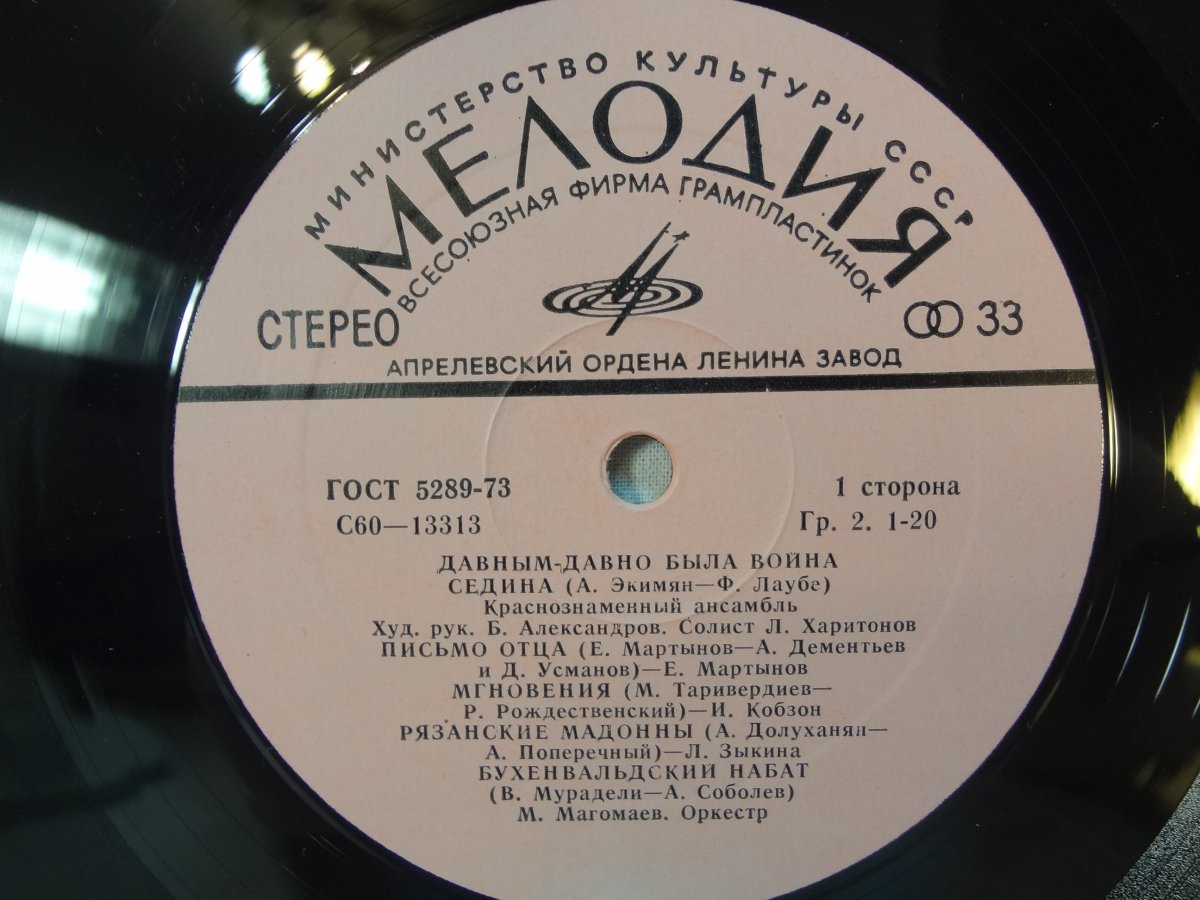 МИНИСТЕРСТВО КУЛЬТУРЫ СССР
МЕЛОДИЯ
ВСЕСОЮЗНАЯ ФИРМА ГРАМПЛАСТИНОК
СТЕРЕО
33
АПРЕЛЕВСКИЙ ОРДЕНА ЛЕНИНА ЗАВОД
ГОСТ 5289-73
1 сторона
С60—13313
Гр. 2. 1-20
ДАВНЫМ-ДАВНО БЫЛА ВОЙНА
СЕДИНА (А. Экимян—Ф. Лаубе)
Краснознаменный ансамбль
Худ. рук. Б. Александров. Солист Л. Харитонов
ПИСЬМО ОТЦА (Е. Мартынов—А. Дементьев
и Д. Усманов)—Е. Мартынов
МГНОВЕНИЯ (М. Таривердиев—
Р. Рождественский)—И. Кобзон
РЯЗАНСКИЕ МАДОННЫ (А. Долуханян—
А. Поперечный)—Л. Зыкина
БУХЕНВАЛЬДСКИЙ НАБАТ
(В. Мурадели—А. Соболев)
М. Магомаев. Оркестр